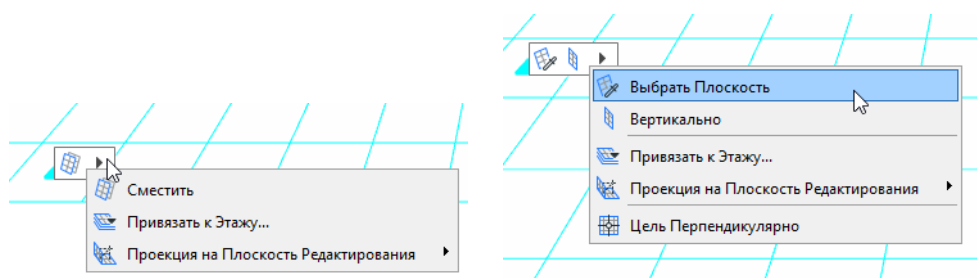 Сместить
Привязать к Этажу...
Проекция на Плоскость Редактирования
Выбрать Плоскость
Вертикально
Привязать к Этажу...
Проекция на Плоскость Редактирования
Цель Перпендикулярно